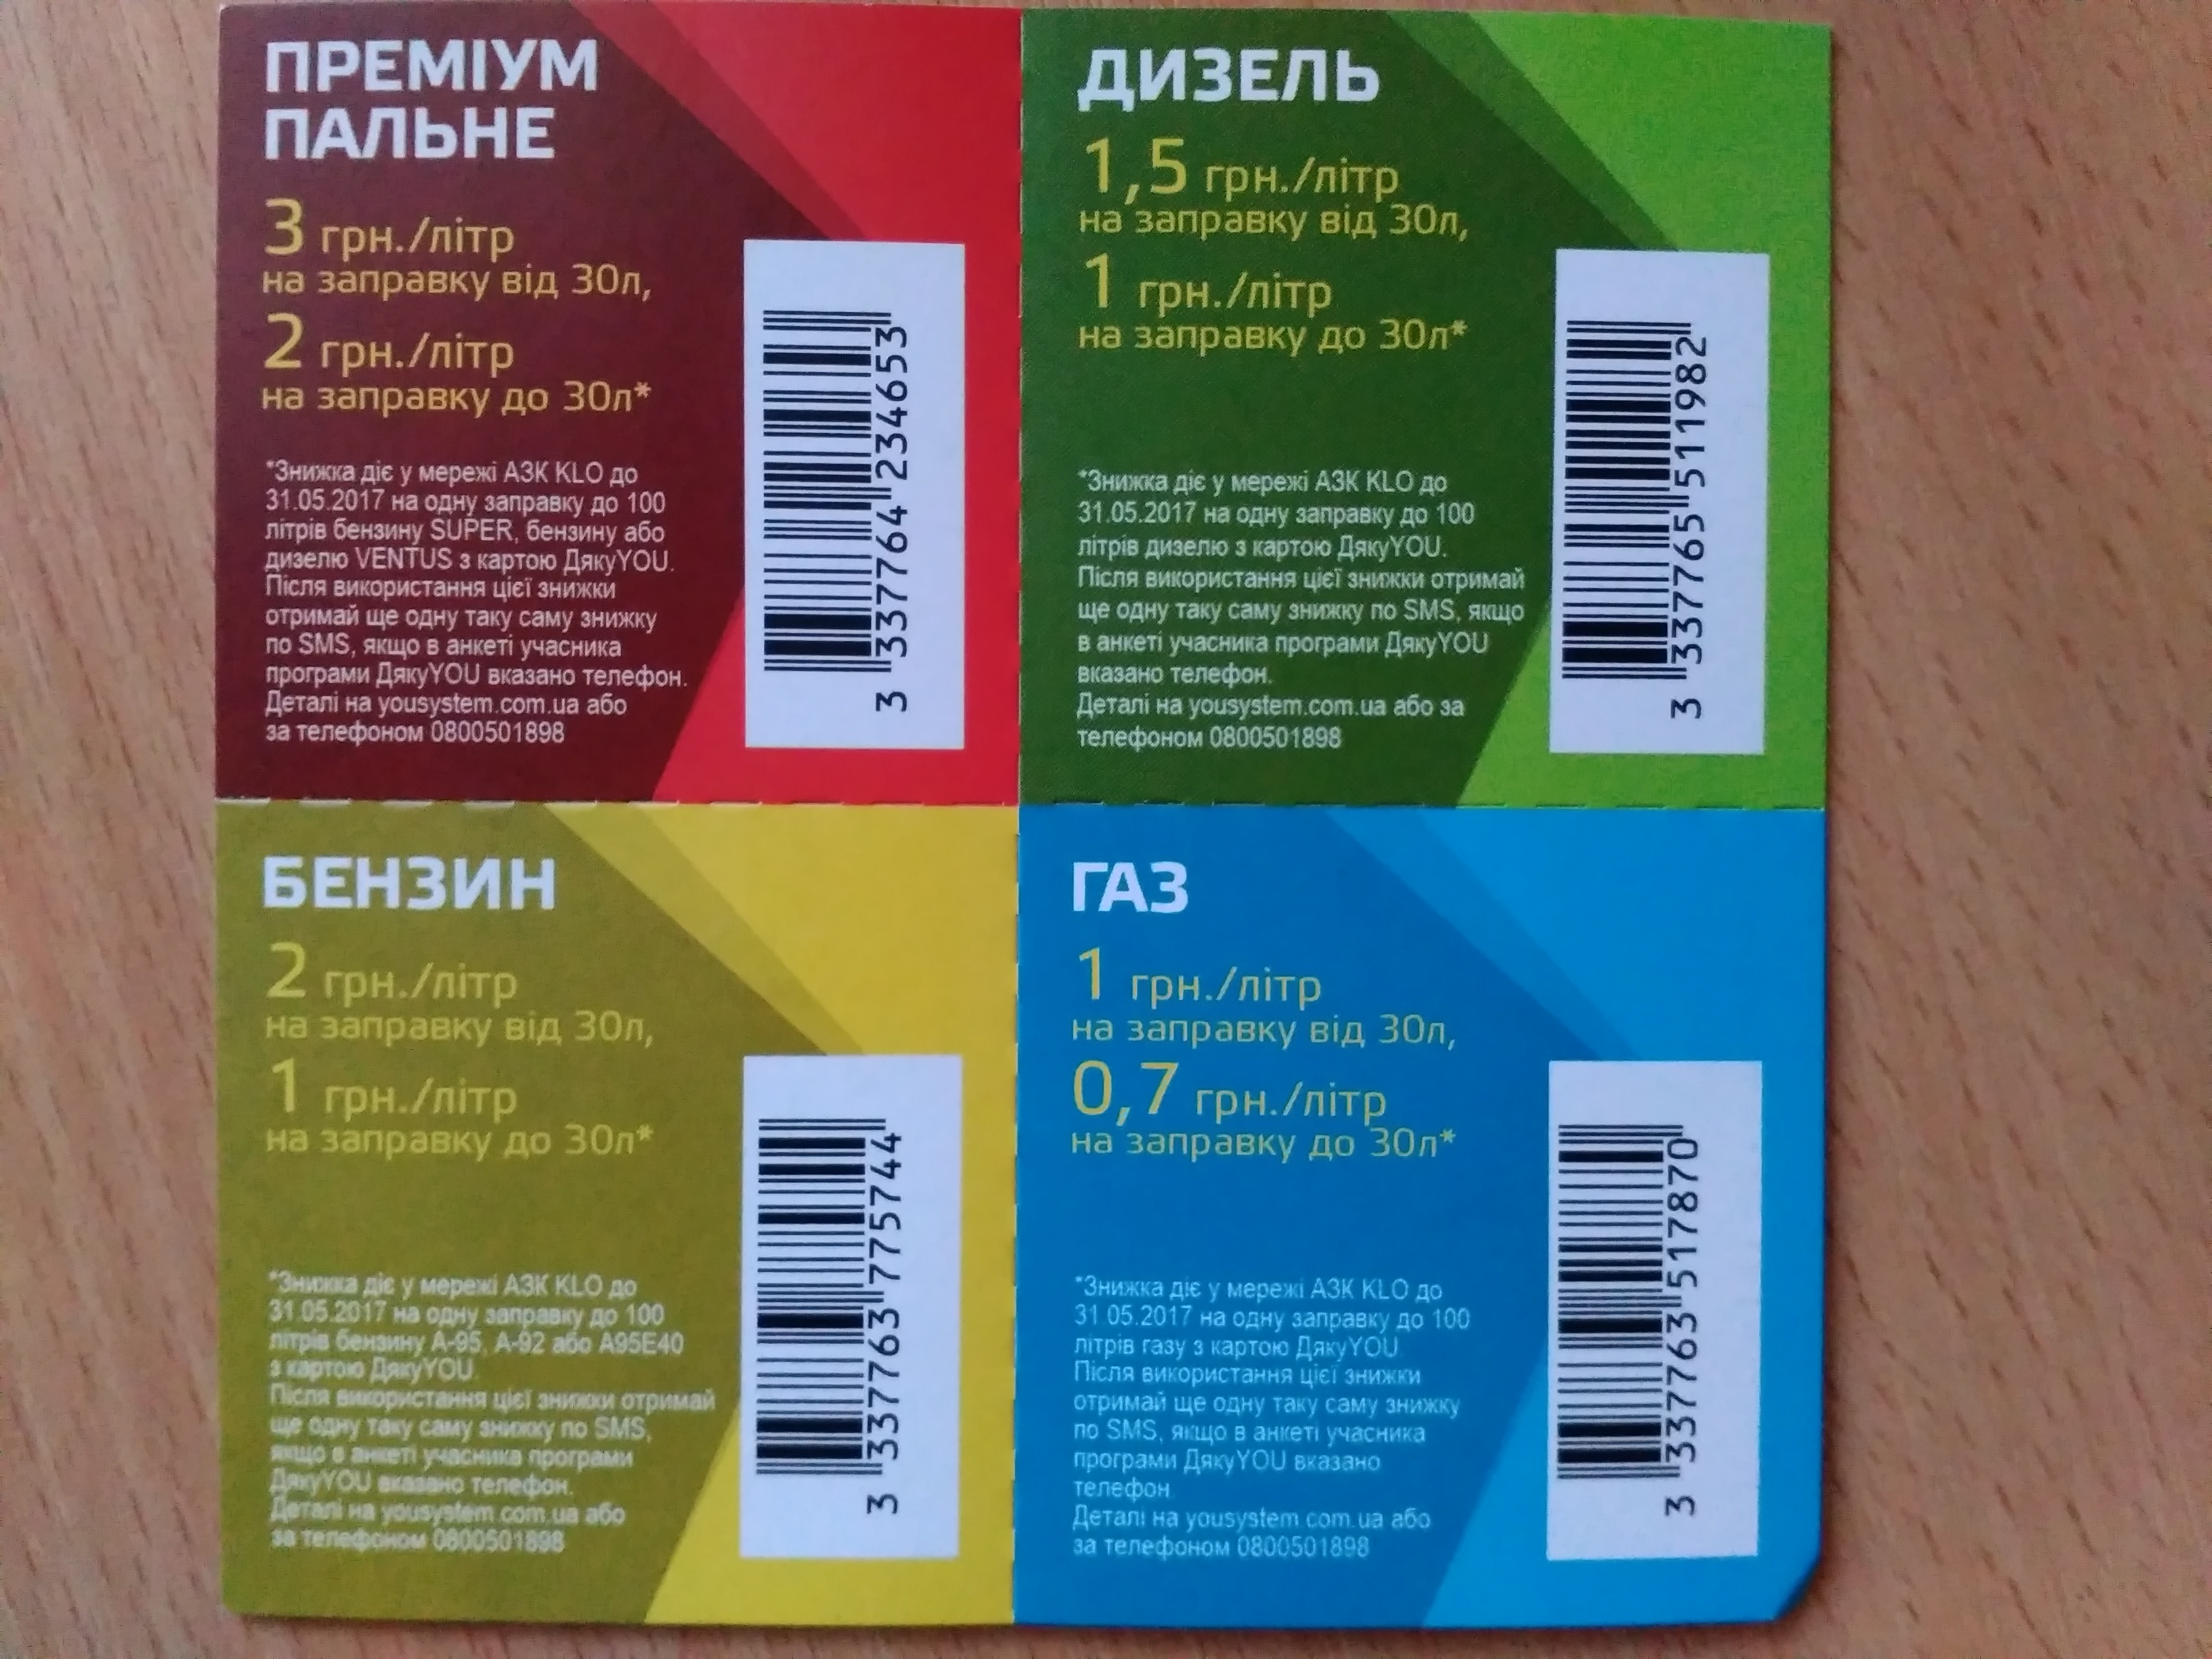 ПРЕМІУМ
ПАЛЬНЕ
3 грн./літр
на заправку від 30л,
2 грн./літр
на заправку до 30л*
*Знижка діє у мережі АЗК KLO до
31.05.2017 на одну заправку до 100
літрів бензину SUPER, бензину або
дизелю VENTUS з картою ДякуYOU.
Після використання цієї знижки
отримай ще одну таку саму знижку
по SMS, якщо в анкеті учасника
програми ДякуYOU вказано телефон.
Деталі на yousystem.com.ua або
за телефоном 0800501898
3 337764 234653
ДИЗЕЛЬ
1,5 грн./літр
на заправку від 30л,
1 грн./літр
на заправку до 30л*
*Знижка діє у мережі АЗК KLO до
31.05.2017 на одну заправку до 100
літрів дизелю з картою ДякуYOU.
Після використання цієї знижки отримай
ще одну таку саму знижку по SMS, якщо
в анкеті учасника програми ДякуYOU
вказано телефон.
Деталі на yousystem.com.ua або за
телефоном 0800501898
3 337765 511982
БЕНЗИН
2 грн./літр
на заправку від 30л,
1 грн./літр
на заправку до 30л*
*Знижка діє у мережі АЗК KLO до
31.05.2017 на одну заправку до 100
літрів бензину А-95, А-92 або А95Е40
з картою ДякуYOU.
Після використання цієї знижки отримай
ще одну таку саму знижку по SMS,
якщо в анкеті учасника програми
ДякуYOU вказано телефон.
Деталі на yousystem.com.ua або
за телефоном 0800501898
3 337763 775744
ГАЗ
1 грн./літр
на заправку від 30л,
0,7 грн./літр
на заправку до 30л*
*Знижка діє у мережі АЗК KLO до
31.05.2017 на одну заправку до 100
літрів газу з картою ДякуYOU.
Після використання цієї знижки
отримай ще одну таку саму знижку
по SMS, якщо в анкеті учасника
програми ДякуYOU вказано
телефон.
Деталі на yousystem.com.ua або
за телефоном 0800501898
3 337763 517870